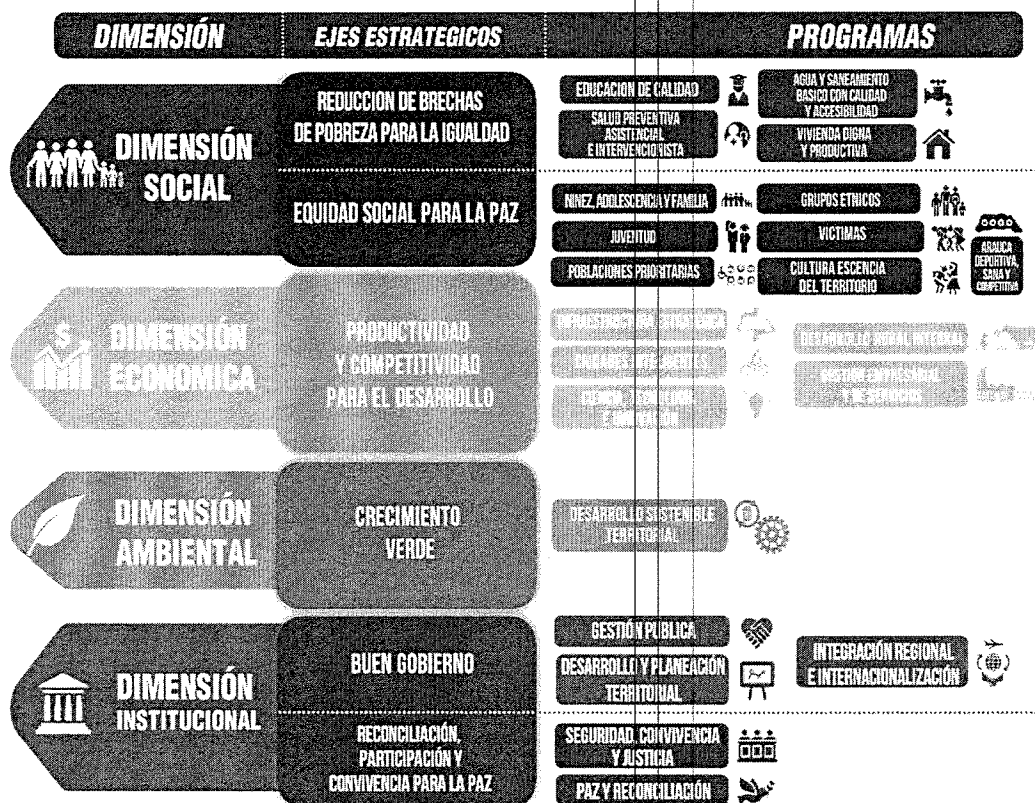 DIMENSIÓN
EJES ESTRATEGICOS
PROGRAMAS
DIMENSIÓN
SOCIAL
REDUCCION DE BRECHAS
DE POBREZA PARA LA IGUALDAD
EDUCACION DE CALIDAD
SALUD PREVENTIVA
ASISTENCIAL
E INTERVENCIONISTA
AGUA Y SANEAMIENTO
BASICO CON CALIDAD
Y ACCESIBILIDAD
VIVIENDA DIGNA
Y PRODUCTIVA
EQUIDAD SOCIAL PARA LA PAZ
NINEZ, ADOLESCENCIA Y FAMILIA
JUVENTUD
POBLACIONES PRIORITARIAS
GRUPOS ETNICOS
VICTIMAS
CULTURA ESCENCIA
DEL TERRITORIO
ARAUCA
DEPORTIVA,
SANA Y
COMPETITIVA
DIMENSIÓN
ECONOMICA
PRODUCTIVIDAD
Y COMPETITIVIDAD
PARA EL DESARROLLO
DESARROLLO RURAL INTEGRAL
DIMENSIÓN
AMBIENTAL
CRECIMIENTO
VERDE
DESARROLLO SOSTENIBLE
TERRITORIAL
DIMENSIÓN
INSTITUCIONAL
BUEN GOBIERNO
GESTIÓN PUBLICA
DESARROLLO Y PLANEACIÓN
TERRITORIAL
INTEGRACIÓN REGIONAL
E INTERNACIONALIZACIÓN
RECONCILIACIÓN,
PARTICIPACIÓN Y
CONVIVENCIA PARA LA PAZ
SEGURIDAD, CONVIVENCIA
Y JUSTICIA
PAZ Y RECONCILIACIÓN